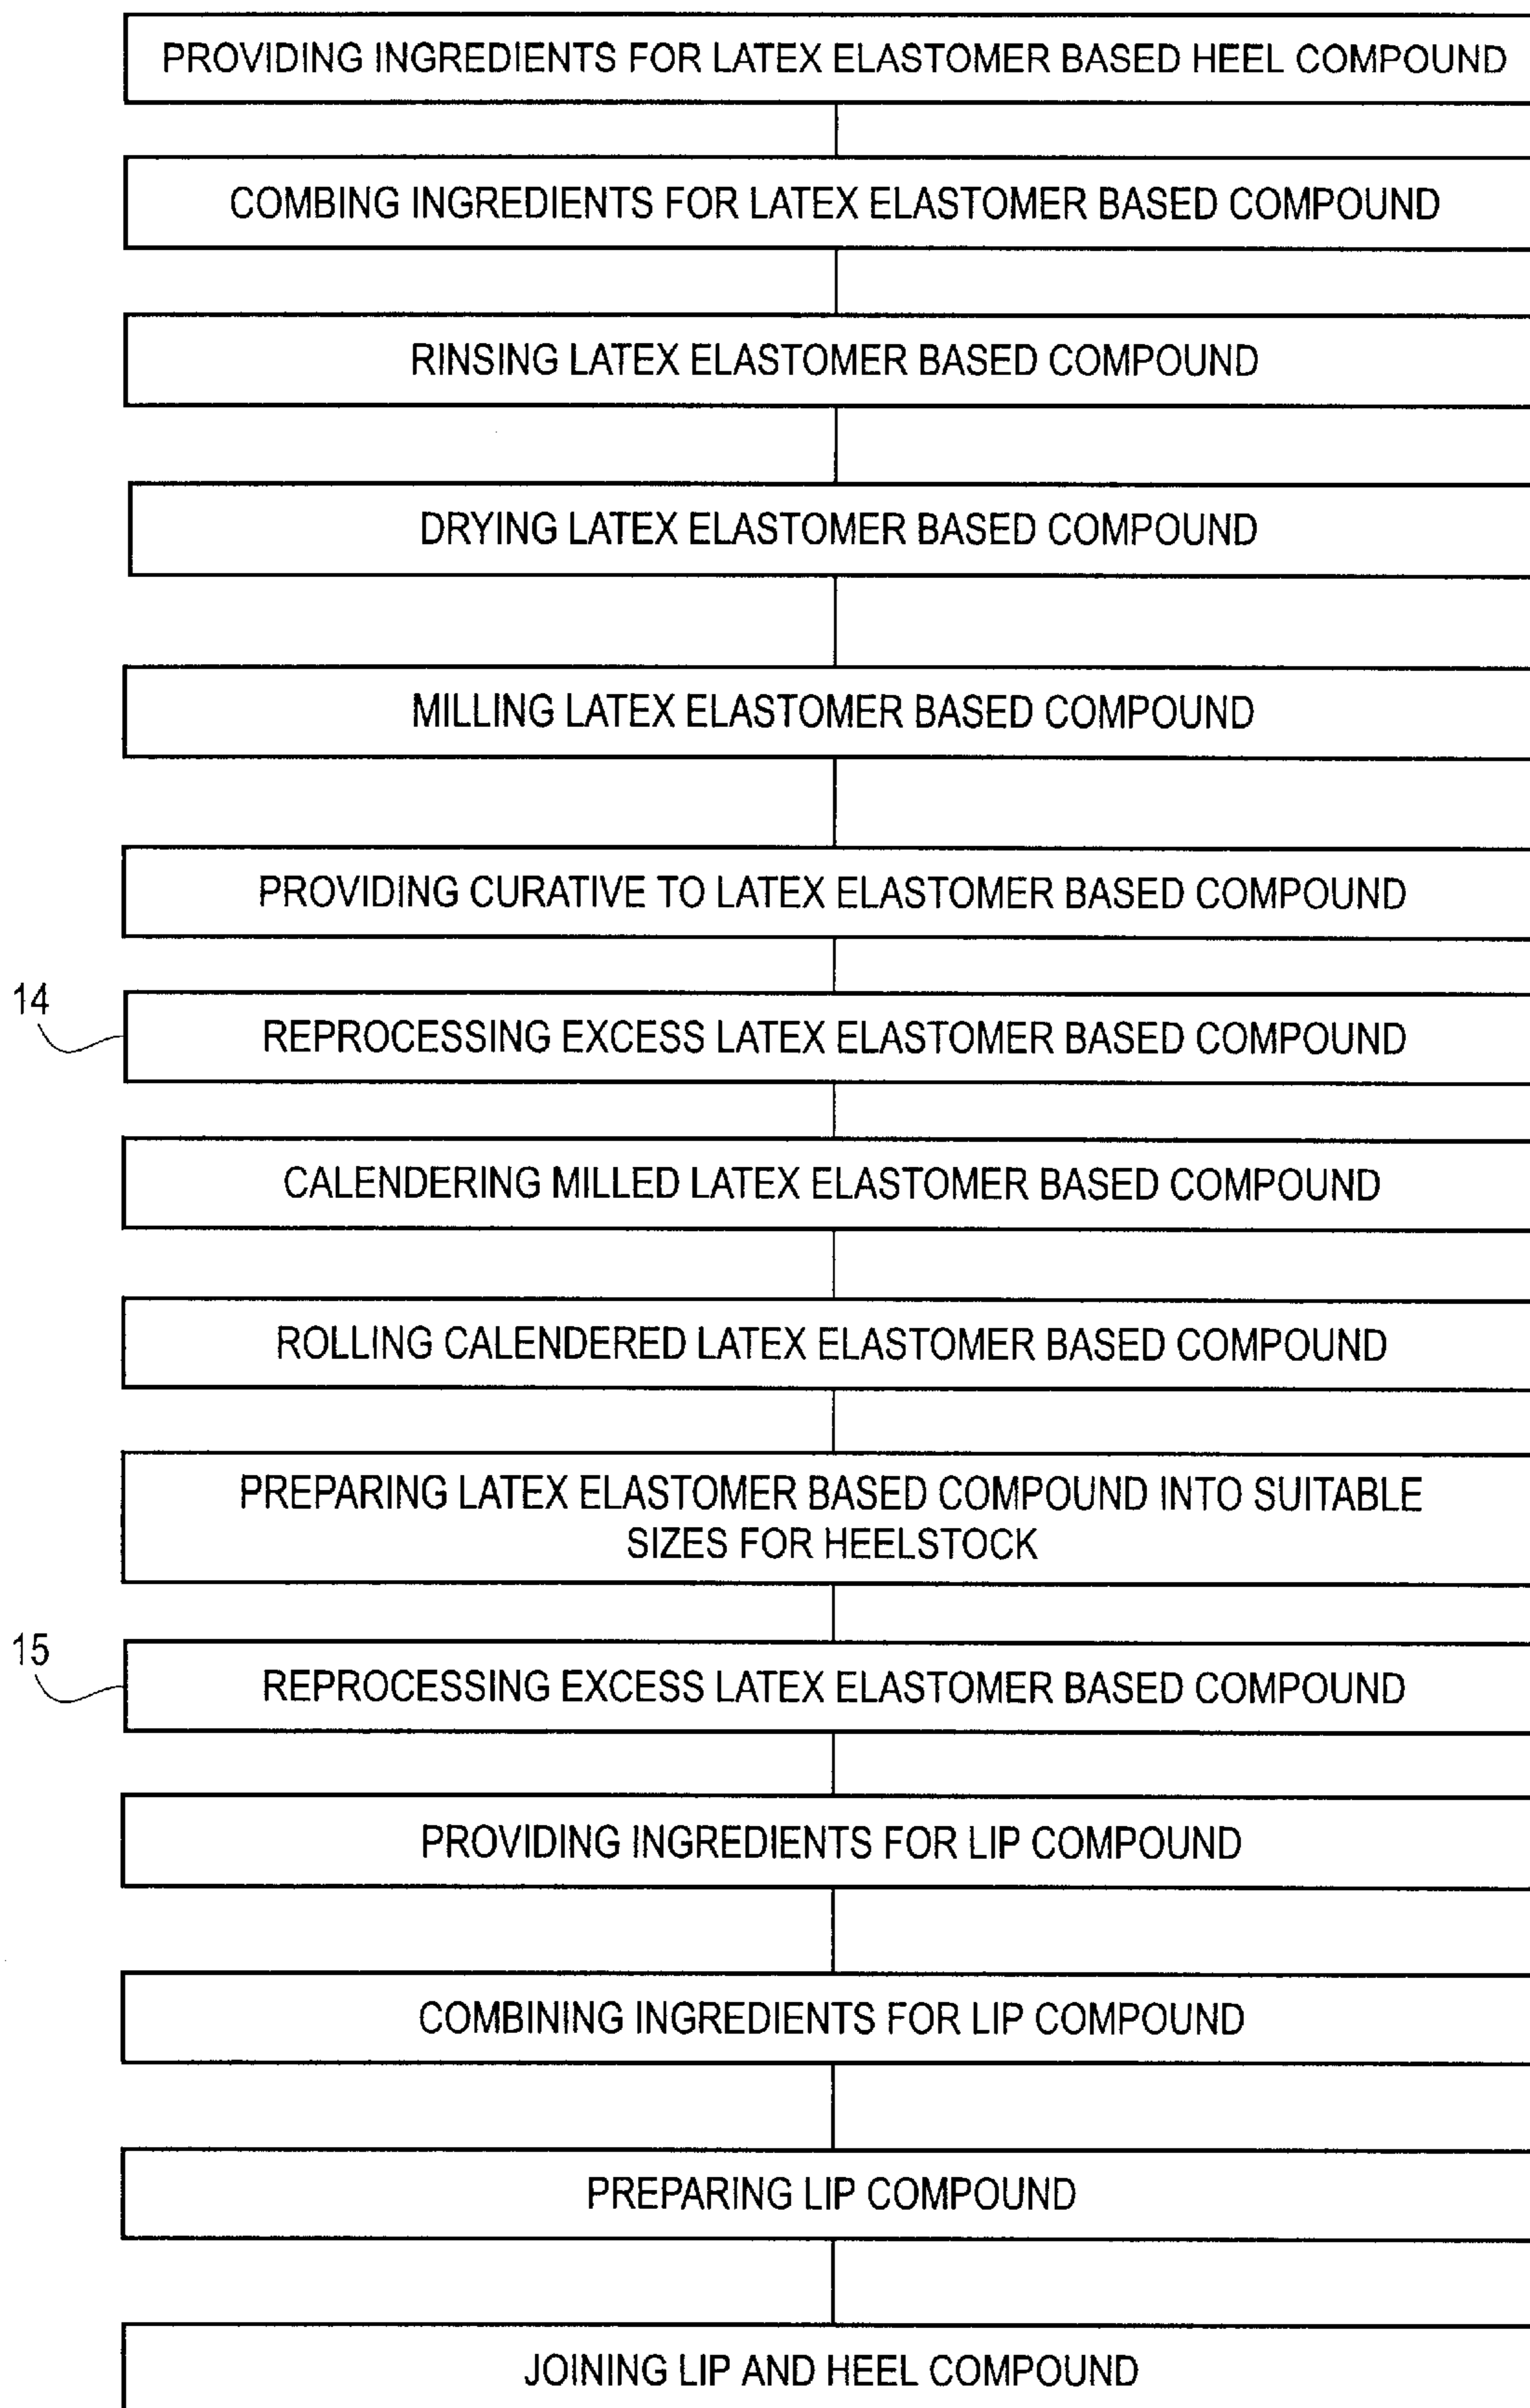 PROVIDING INGREDIENTS FOR LATEX ELASTOMER BASED HEEL COMPOUND
COMBING INGREDIENTS FOR LATEX ELASTOMER BASED COMPOUND
RINSING LATEX ELASTOMER BASED COMPOUND
DRYING LATEX ELASTOMER BASED COMPOUND
MILLING LATEX ELASTOMER BASED COMPOUND
PROVIDING CURATIVE TO LATEX ELASTOMER BASED COMPOUND
14
REPROCESSING EXCESS LATEX ELASTOMER BASED COMPOUND
CALENDERING MILLED LATEX ELASTOMER BASED COMPOUND
ROLLING CALENDERED LATEX ELASTOMER BASED COMPOUND
PREPARING LATEX ELASTOMER BASED COMPOUND INTO SUITABLE
SIZES FOR HEELSTOCK
15
REPROCESSING EXCESS LATEX ELASTOMER BASED COMPOUND
PROVIDING INGREDIENTS FOR LIP COMPOUND
COMBINING INGREDIENTS FOR LIP COMPOUND
PREPARING LIP COMPOUND
JOINING LIP AND HEEL COMPOUND